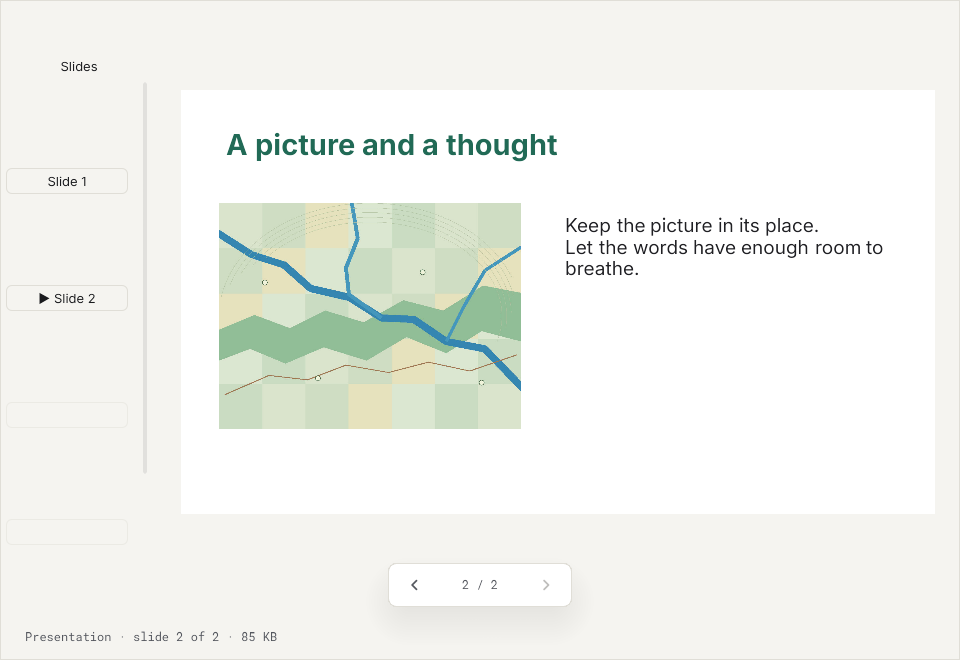 Slides
Slide 1
▶ Slide 2
A picture and a thought
Keep the picture in its place.
Let the words have enough room to
breathe.
2 / 2
Presentation · slide 2 of 2 · 85 KB